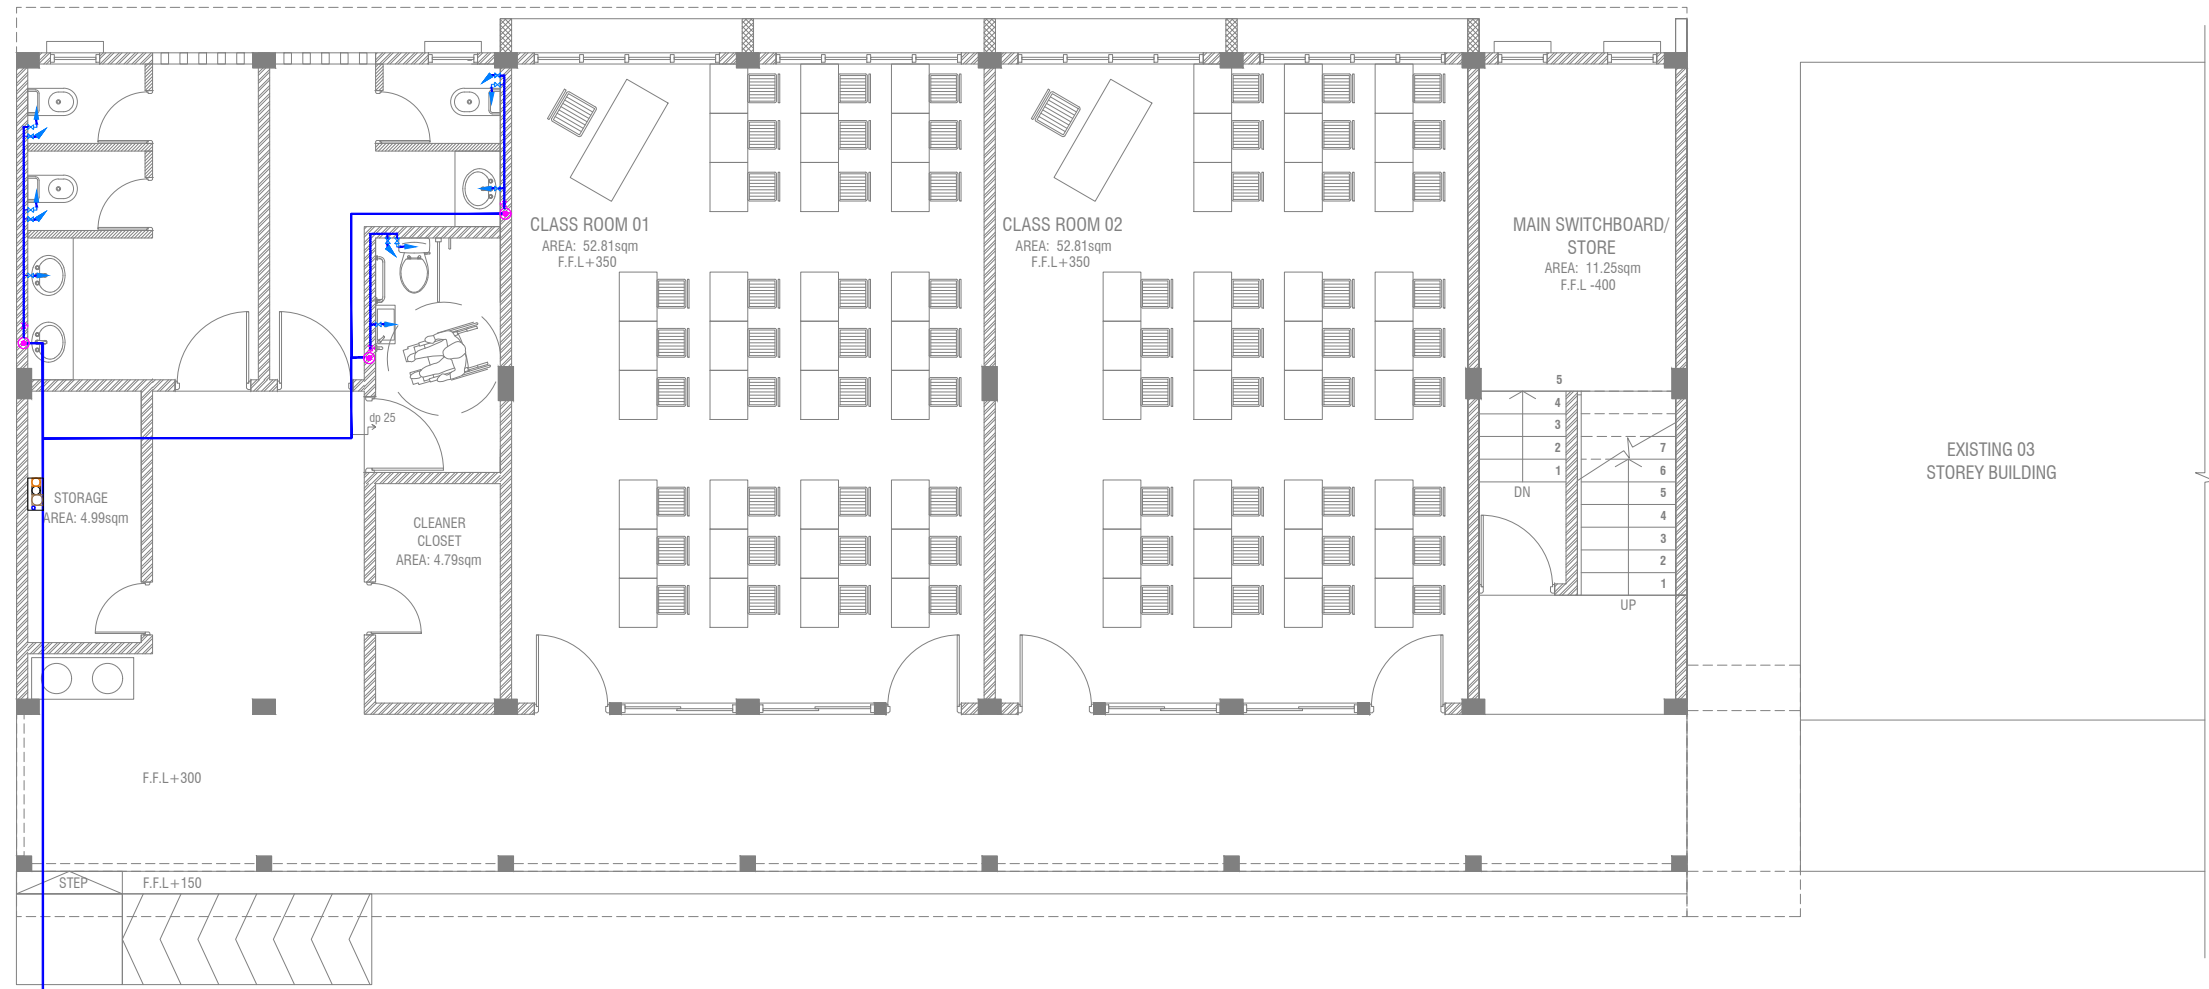 CLASS ROOM 01
AREA: 52.81sqm
F.F.L+350
CLASS ROOM 02
AREA: 52.81sqm
F.F.L+350
MAIN SWITCHBOARD/
STORE
AREA: 11.25sqm
F.F.L -400
5
4
3
2
1
DN
7
6
5
4
3
2
1
UP
EXISTING 03
STOREY BUILDING
dp 25
STORAGE
AREA: 4.99sqm
CLEANER
CLOSET
AREA: 4.79sqm
F.F.L+300
STEP
F.F.L+150